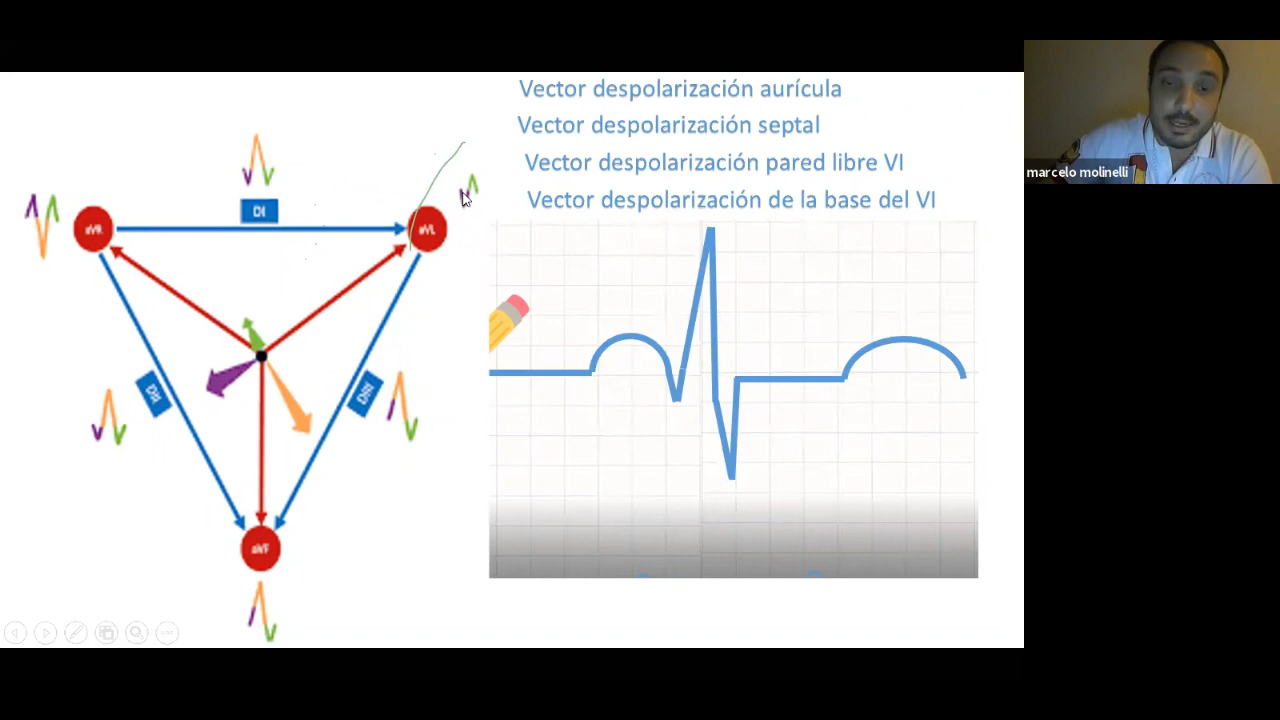 Vector despolarización aurícula
Vector despolarización septal
Vector despolarización pared libre VI
Vector despolarización de la base del VI
marcelo molinelli
DI
aVR
aVL
DII
DIII
aVF